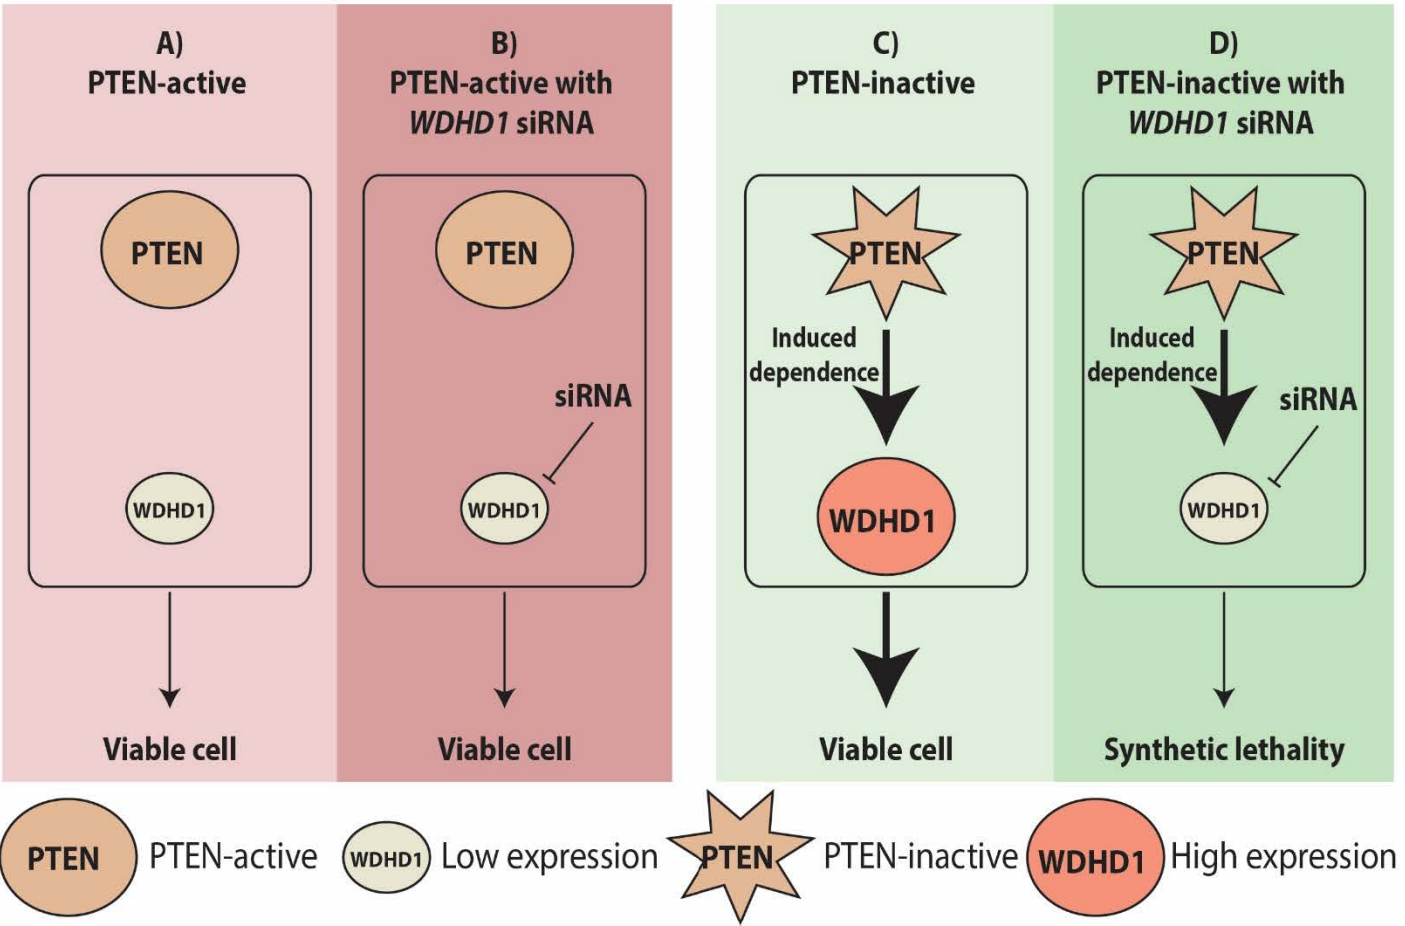 A)
PTEN-active
PTEN
WDHD1
Viable cell
B)
PTEN-active with
WDHD1 siRNA
PTEN
siRNA
WDHD1
Viable cell
C)
PTEN-inactive
PTEN
Induced
dependence
WDHD1
Viable cell
D)
PTEN-inactive with
WDHD1 siRNA
PTEN
Induced
dependence
siRNA
WDHD1
Synthetic lethality
PTEN PTEN-active WDHD1 Low expression PTEN PTEN-inactive WDHD1 High expression